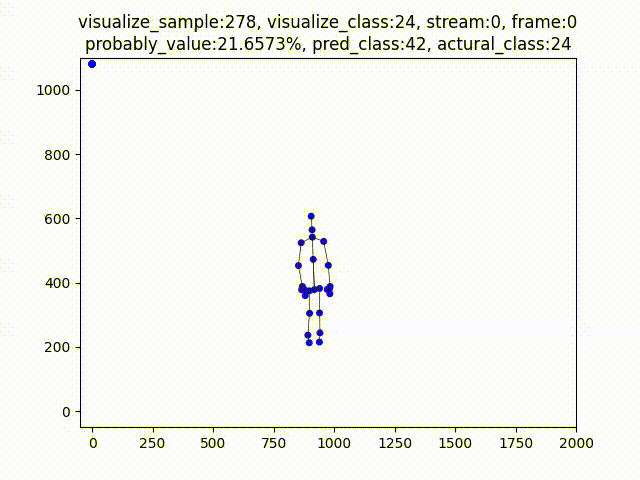 visualize_sample:278, visualize_class:24, stream:0, frame:0
probably_value:21.6573%, pred_class:42, actural_class:24
1000
800
600
400
200
0
0 250 500 750 1000 1250 1500 1750 2000